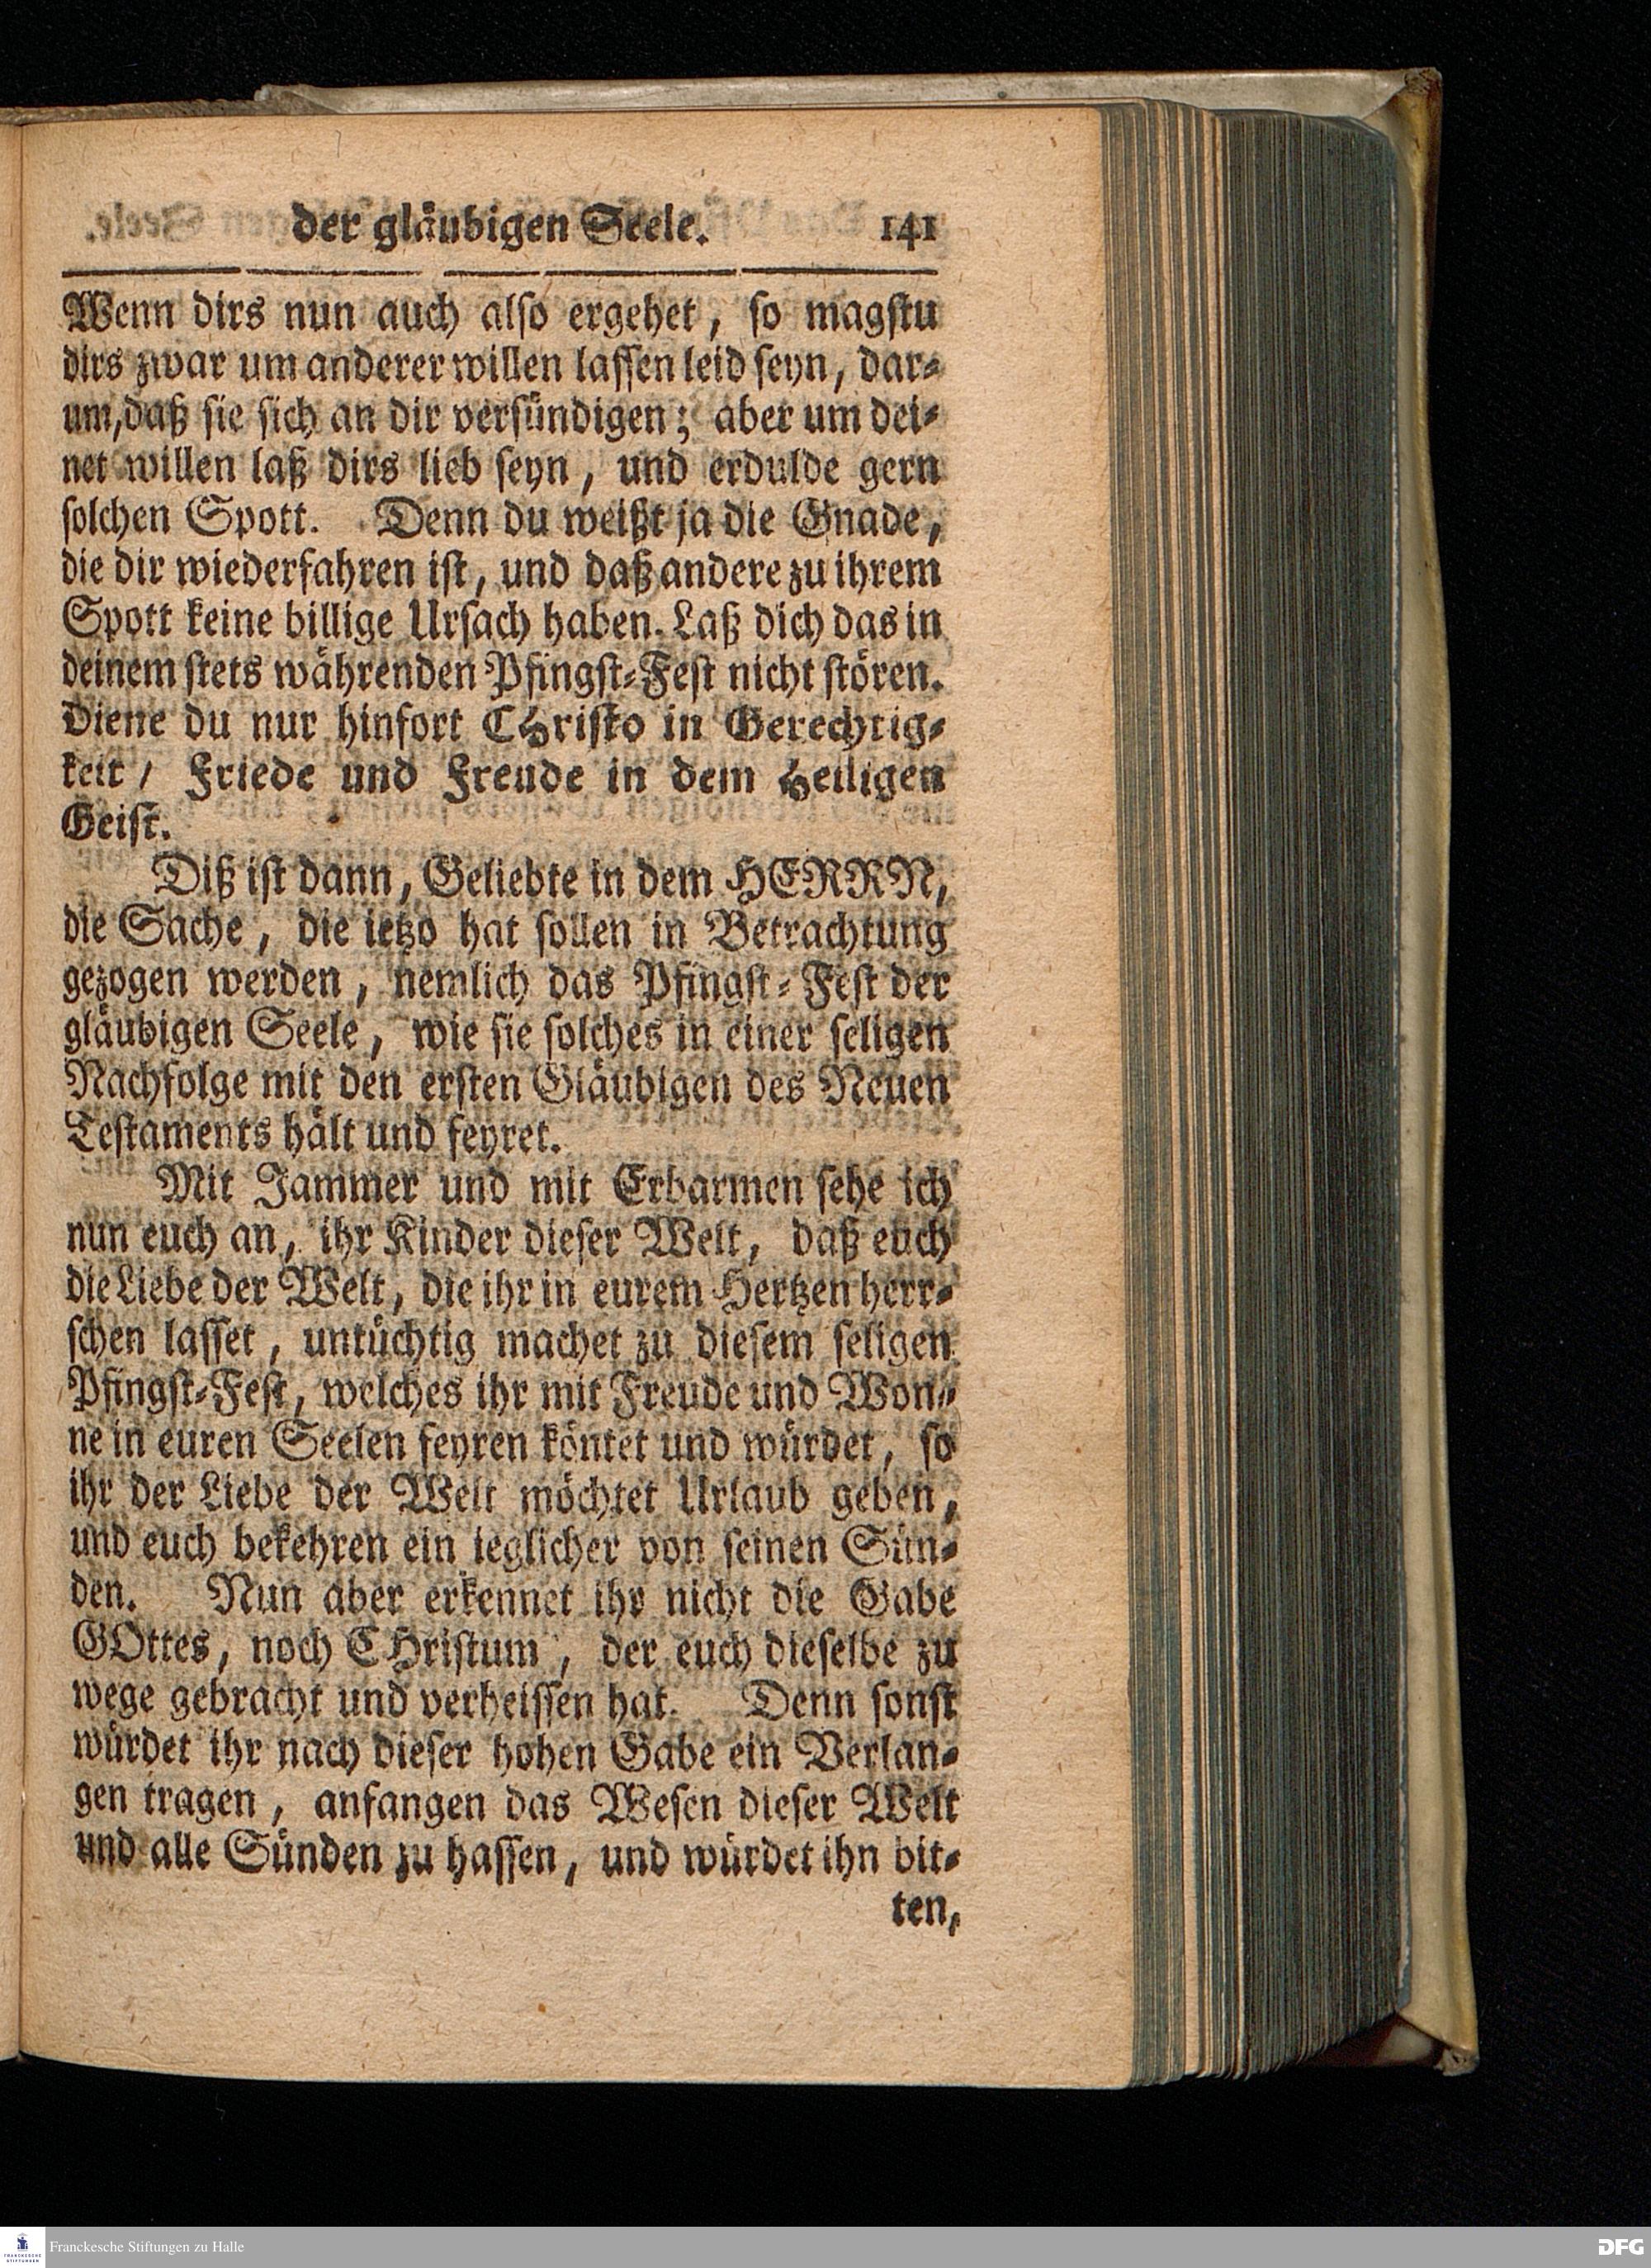 der gläubigen Seele. 141
Wenn dirs nun auch also ergehet, so magstu
dirs zwar um anderer willen lassen leid seyn, dar-
um, daß sie sich an dir versündigen; aber um dei-
net willen laß dirs lieb seyn, und erdulde gern
solchen Spott. Denn du weißt ja die Gnade,
die dir wiederfahren ist, und daß andere zu ihrem
Spott keine billige Ursach haben. Laß dich das in
deinem stets währenden Pfingst-Fest nicht stören.
Diene du nur hinfort CHristo in Gerechtig-
keit / Friede und Freude in dem Heiligen
Geist.
Diß ist dann, Geliebte in dem HERRN,
die Sache, die ietzo hat sollen in Betrachtung
gezogen werden, nemlich das Pfingst-Fest der
gläubigen Seele, wie sie solches in einer seligen
Nachfolge mit den ersten Gläubigen des Neuen
Testaments hält und feyret.
Mit Jammer und mit Erbarmen sehe ich
nun euch an, ihr Kinder dieser Welt, daß euch
die Liebe der Welt, die ihr in eurem Hertzen herr-
schen lasset, untüchtig machet zu diesem seligen
Pfingst-Fest, welches ihr mit Freude und Won-
ne in euren Seelen feyren köntet und würdet, so
ihr der Liebe der Welt möchtet Urlaub geben,
und euch bekehren ein ieglicher von seinen Sün-
den. Nun aber erkennet ihr nicht die Gabe
GOttes, noch CHristum, der euch dieselbe zu
wege gebracht und verheissen hat. Denn sonst
würdet ihr nach dieser hohen Gabe ein Verlan-
gen tragen, anfangen das Wesen dieser Welt
und alle Sünden zu hassen, und würdet ihn bit-
ten,
FRANCKESCHE
STIFTUNGEN
Franckesche Stiftungen zu Halle
DFG